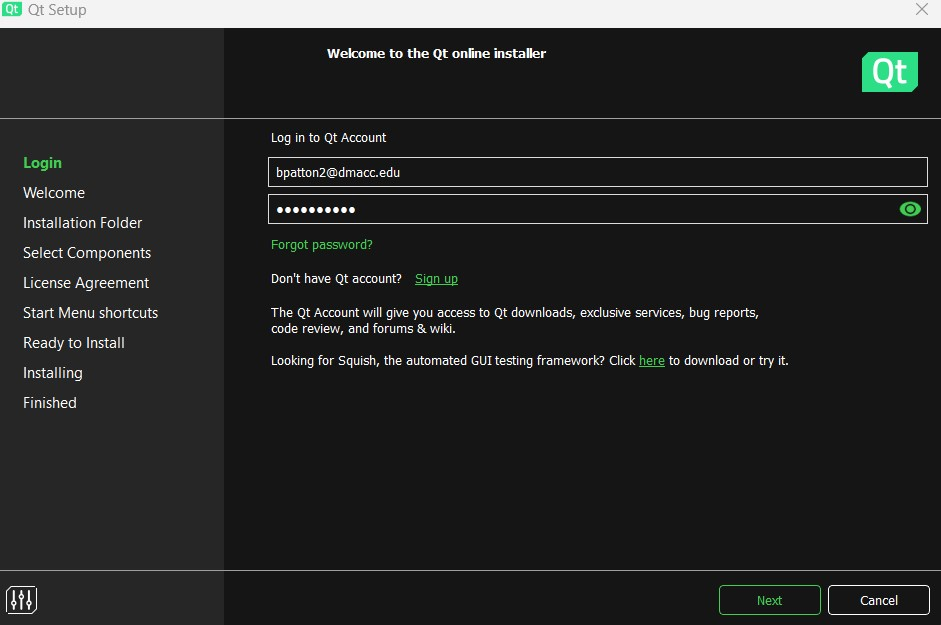 Qt Qt Setup
Welcome to the Qt online installer
Qt
Login
Welcome
Installation Folder
Select Components
License Agreement
Start Menu shortcuts
Ready to Install
Installing
Finished
Log in to Qt Account
bpatton2@dmacc.edu
••••••••••
Forgot password?
Don't have Qt account? Sign up
The Qt Account will give you access to Qt downloads, exclusive services, bug reports,
code review, and forums & wiki.
Looking for Squish, the automated GUI testing framework? Click here to download or try it.
Next Cancel